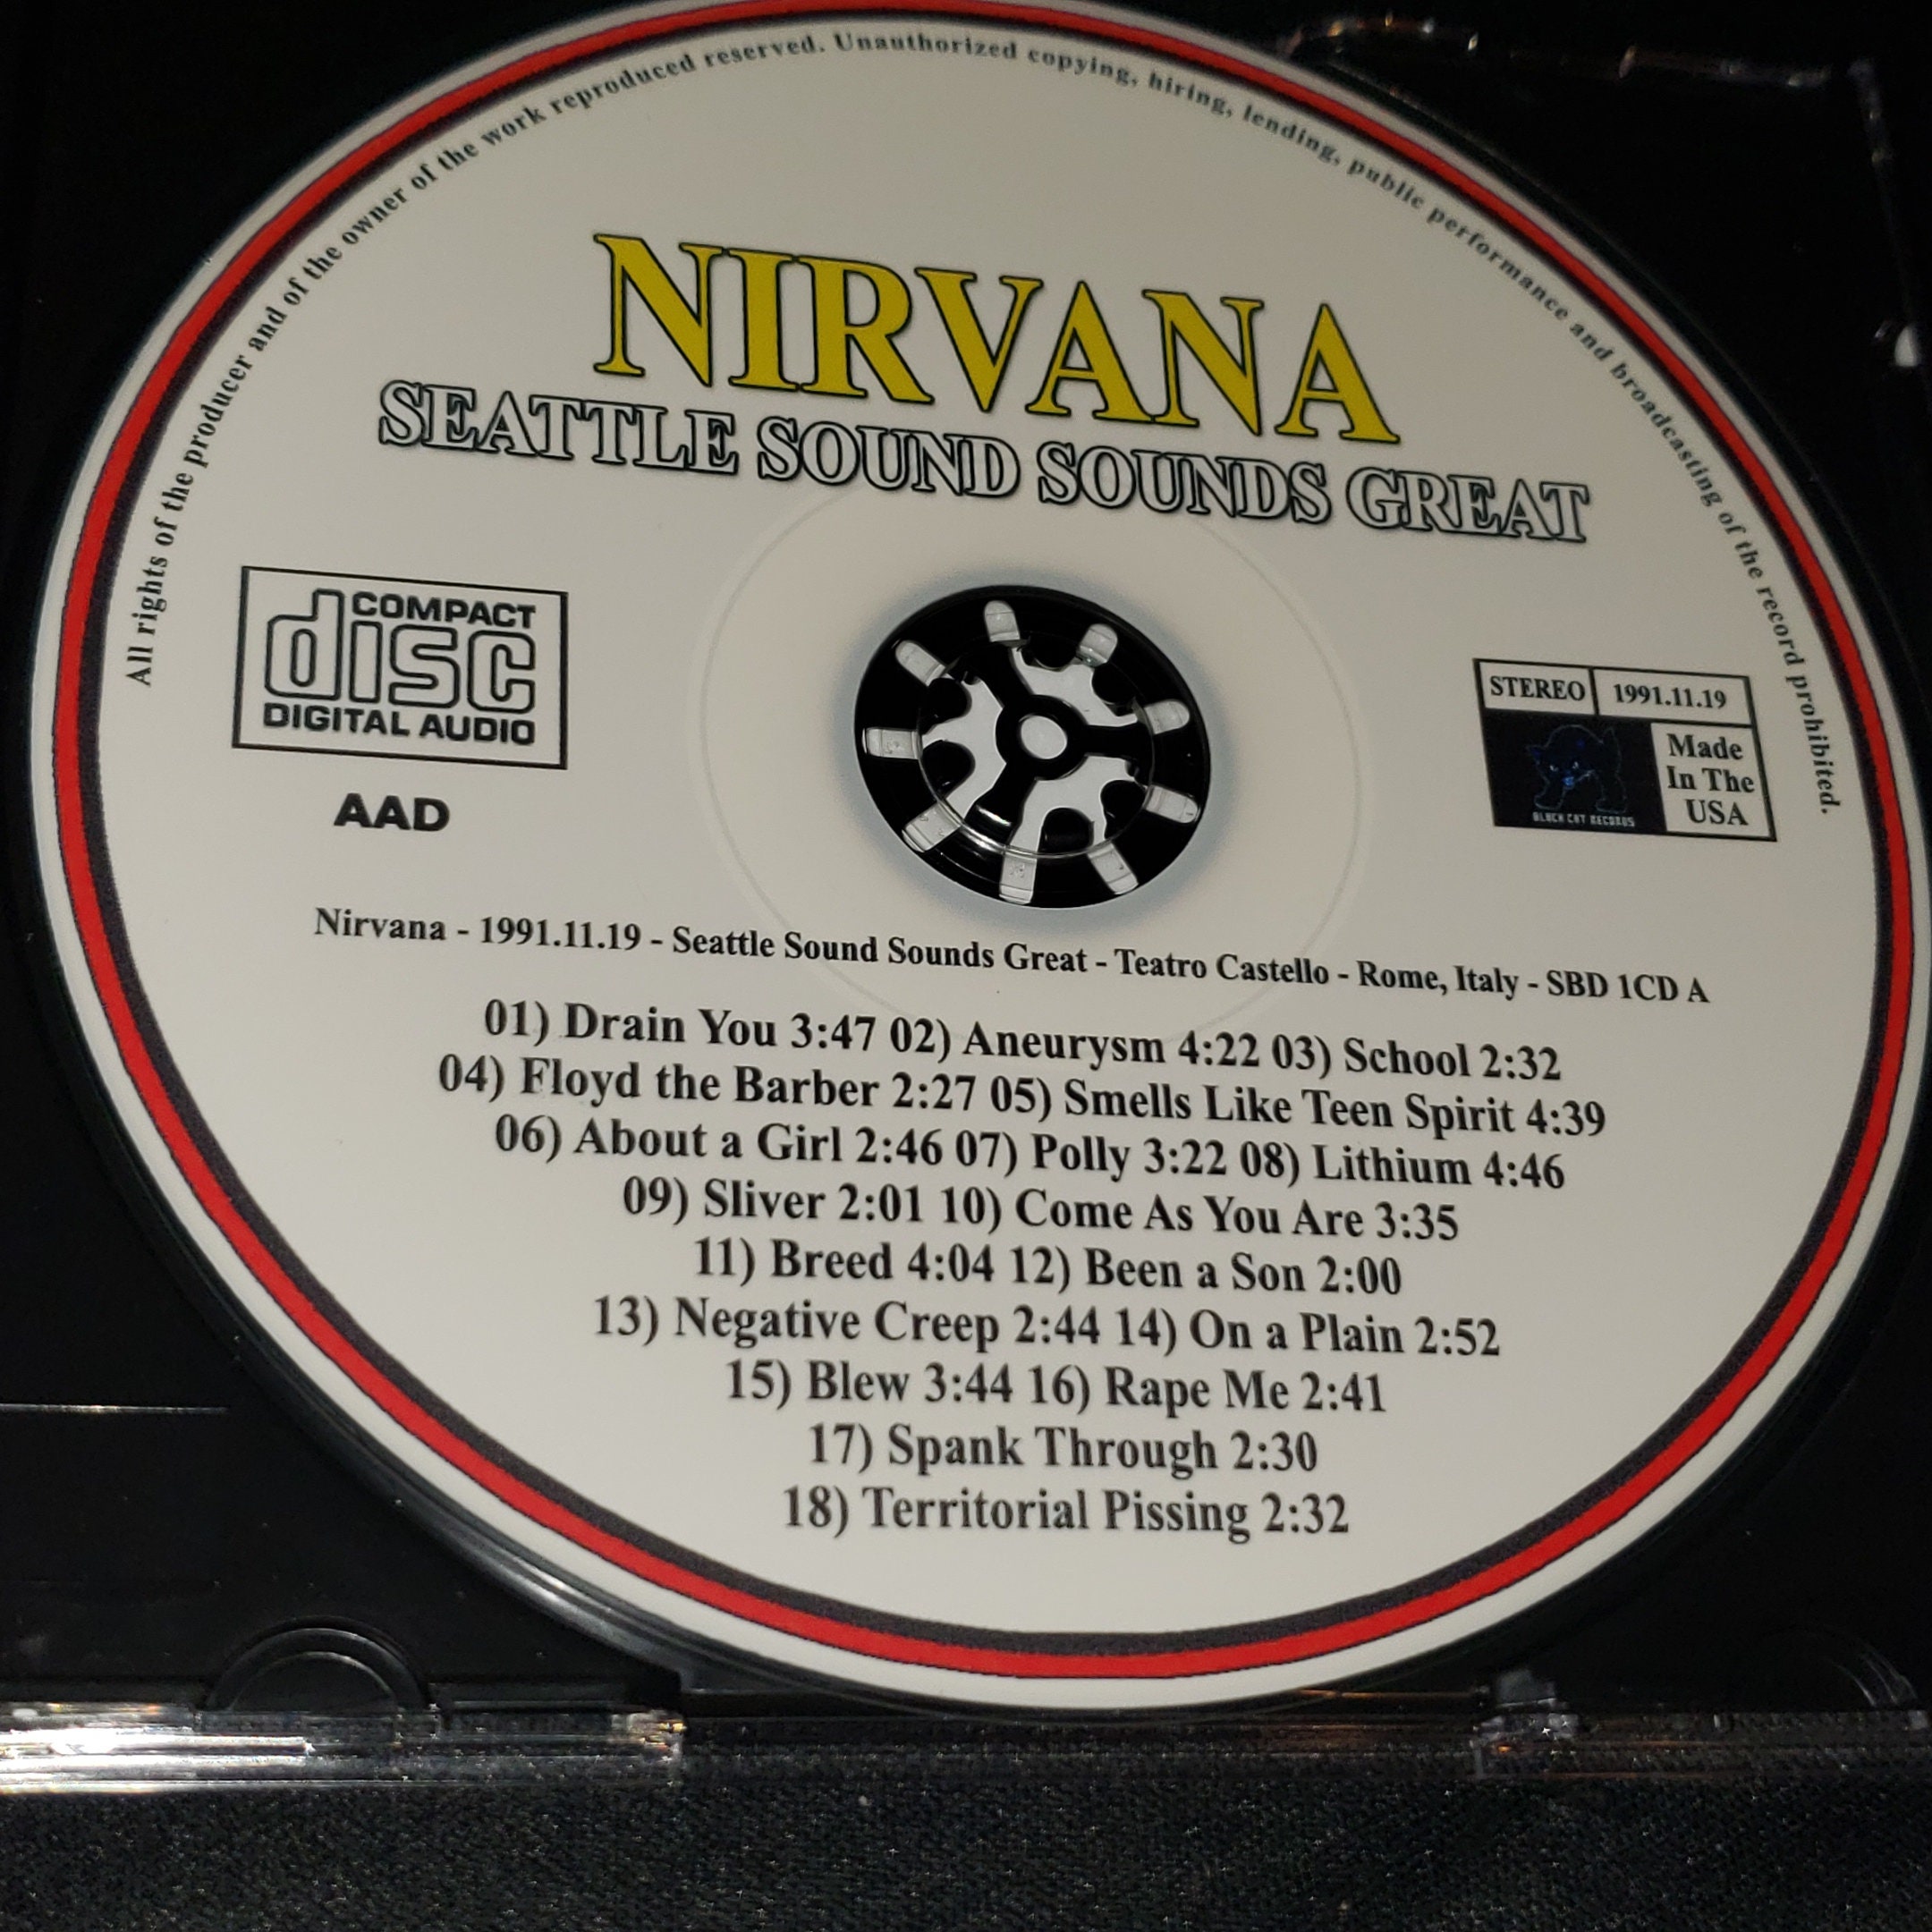 All rights of the producer and of the owner of the work reproduced reserved. Unauthorized copying, hiring, lending, public performance and broadcasting of the record prohibited.
NIRVANA
SEATTLE SOUND SOUNDS GREAT
COMPACT
disc
DIGITAL AUDIO
AAD
STEREO 1991.11.19
BLACK CAT RECORDS
Made
In The
USA
Nirvana - 1991.11.19 - Seattle Sound Sounds Great - Teatro Castello - Rome, Italy - SBD 1CD A
01) Drain You 3:47 02) Aneurysm 4:22 03) School 2:32
04) Floyd the Barber 2:27 05) Smells Like Teen Spirit 4:39
06) About a Girl 2:46 07) Polly 3:22 08) Lithium 4:46
09) Sliver 2:01 10) Come As You Are 3:35
11) Breed 4:04 12) Been a Son 2:00
13) Negative Creep 2:44 14) On a Plain 2:52
15) Blew 3:44 16) Rape Me 2:41
17) Spank Through 2:30
18) Territorial Pissing 2:32